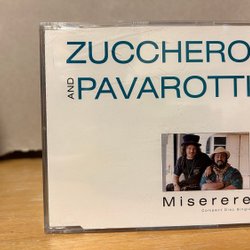 ZUCCHERO
AND PAVAROTTI
Miserere
Compact Disc Single